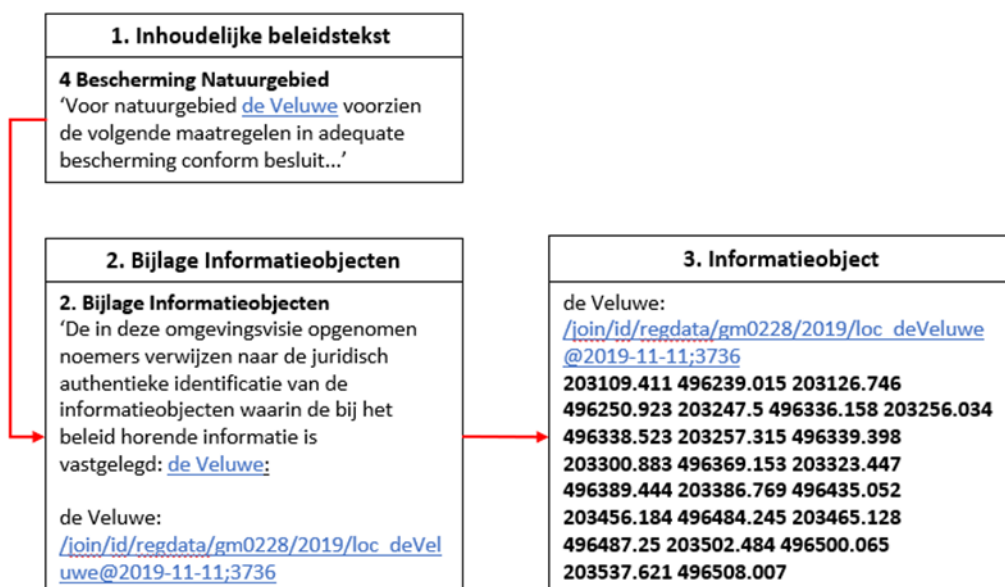 1. Inhoudelijke beleidstekst
4 Bescherming Natuurgebied
‘Voor natuurgebied de Veluwe voorzien
de volgende maatregelen in adequate
bescherming conform besluit...’
2. Bijlage Informatieobjecten
2. Bijlage Informatieobjecten
‘De in deze omgevingsvisie opgenomen
noemers verwijzen naar de juridisch
authentieke identificatie van de
informatieobjecten waarin de bij het
beleid horende informatie is
vastgelegd: de Veluwe:
de Veluwe:
/join/id/regdata/gm0228/2019/loc_deVel
uwe@2019-11-11;3736
3. Informatieobject
de Veluwe:
/join/id/regdata/gm0228/2019/loc_deVeluwe
@2019-11-11;3736
203109.411 496239.015 203126.746
496250.923 203247.5 496336.158 203256.034
496338.523 203257.315 496339.398
203300.883 496369.153 203323.447
496389.444 203386.769 496435.052
203456.184 496484.245 203465.128
496487.25 203502.484 496500.065
203537.621 496508.007